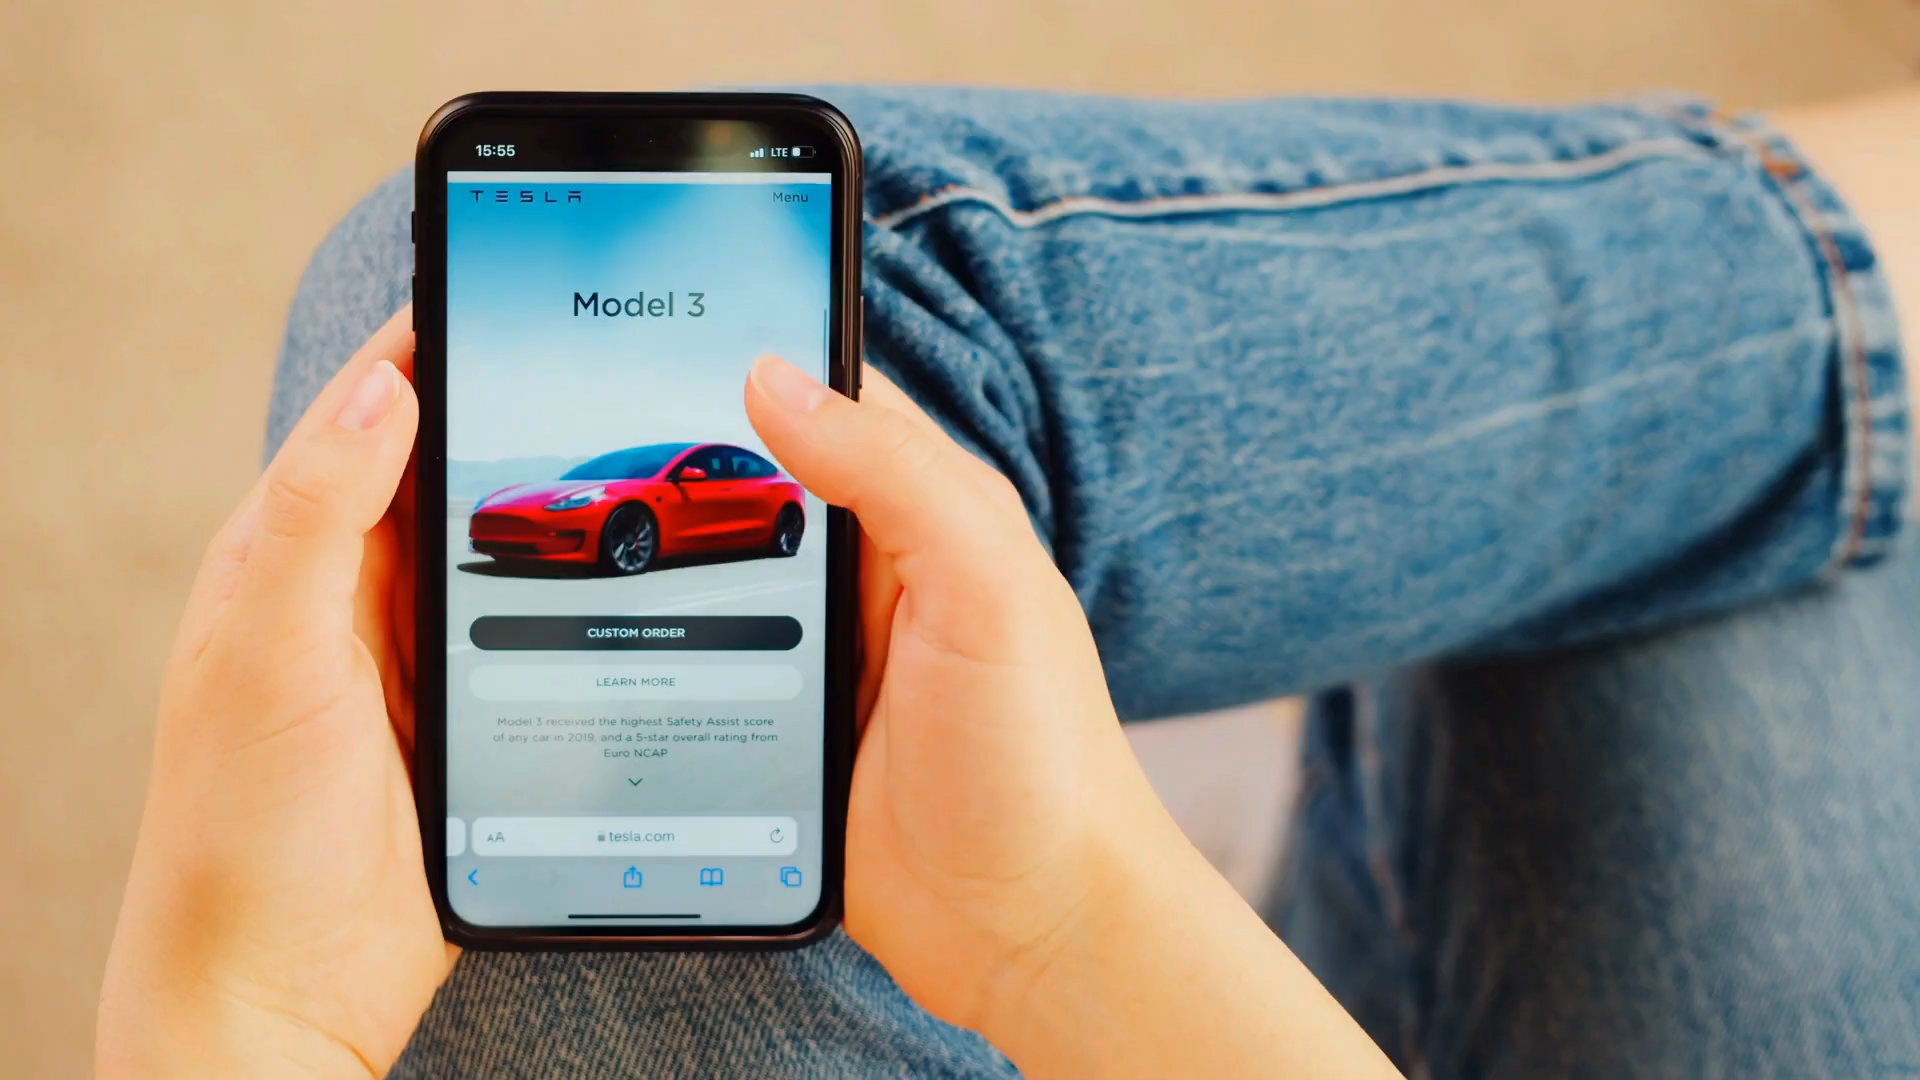 15:55 LTE
TESLA Menu
Model 3
CUSTOM ORDER
LEARN MORE
Model 3 received the highest Safety Assist score
of any car in 2019, and a 5-star overall rating from
Euro NCAP
AA tesla.com